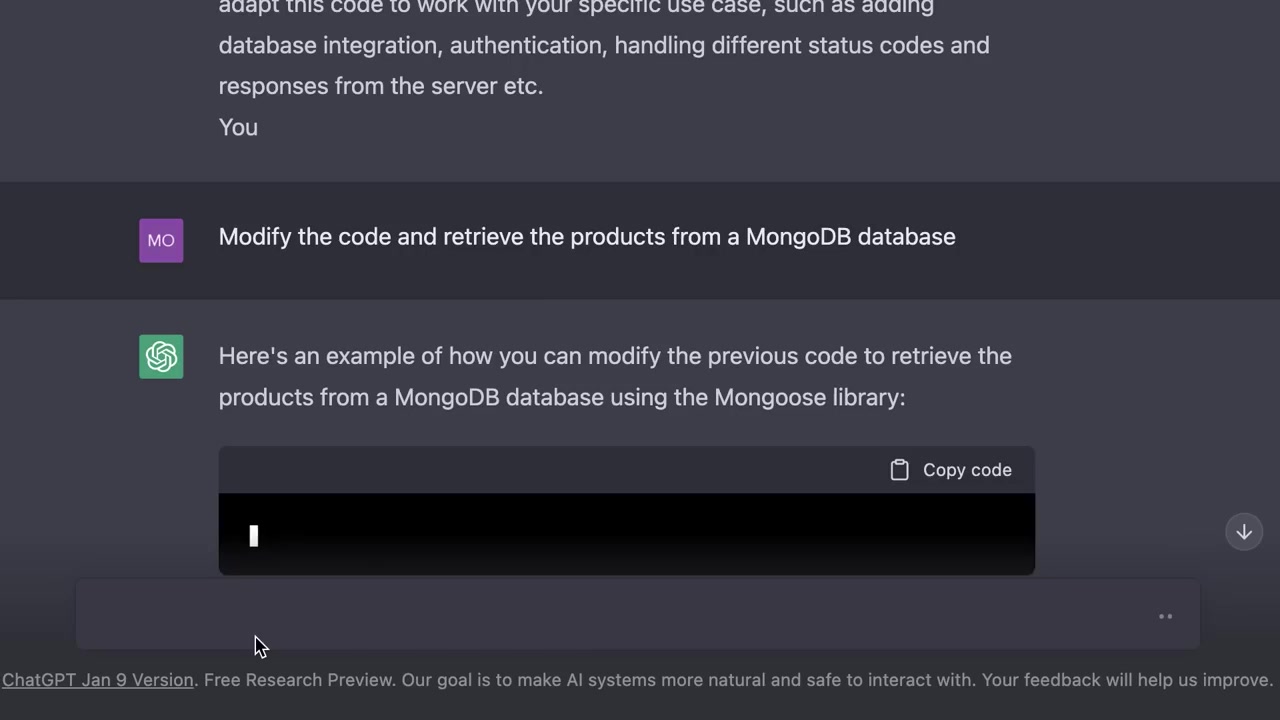 adapt this code to work with your specific use case, such as adding
database integration, authentication, handling different status codes and
responses from the server etc.
You
MO
Modify the code and retrieve the products from a MongoDB database
Here's an example of how you can modify the previous code to retrieve the
products from a MongoDB database using the Mongoose library:
Copy code
ChatGPT Jan 9 Version. Free Research Preview. Our goal is to make AI systems more natural and safe to interact with. Your feedback will help us improve.